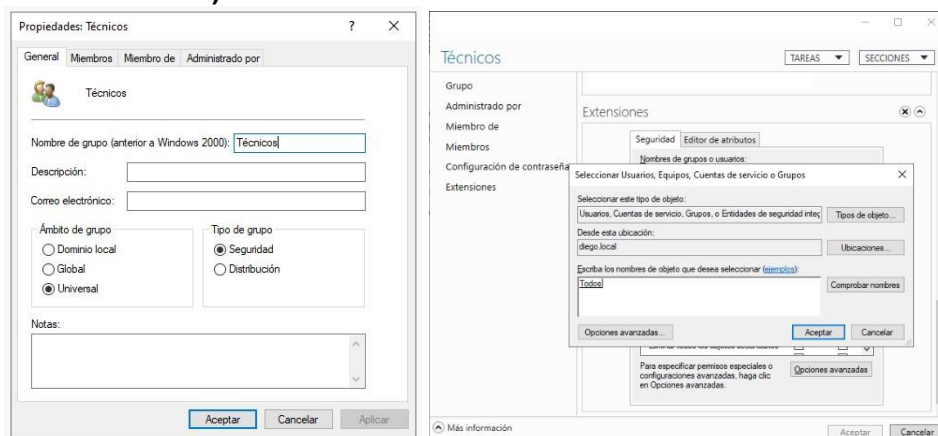 Propiedades: Técnicos
?
×
General Miembros Miembro de Administrado por
Técnicos
Nombre de grupo (anterior a Windows 2000): Técnicos
Descripción:
Correo electrónico:
Ámbito de grupo
Dominio local
Global
Universal
Tipo de grupo
Seguridad
Distribución
Notas:
Aceptar Cancelar Aplicar
Técnicos
TAREAS SECCIONES
Grupo
Administrado por
Miembro de
Miembros
Configuración de contraseña
Extensiones
Extensiones
Seguridad Editor de atributos
Nombres de grupos o usuarios:
Seleccionar Usuarios, Equipos, Cuentas de servicio o Grupos
Seleccionar este tipo de objeto:
Usuarios, Cuentas de servicio, Grupos, o Entidades de seguridad integ
Tipos de objeto...
Desde esta ubicación:
diego.local
Ubicaciones...
Escriba los nombres de objeto que desea seleccionar (ejemplos):
Todos
Comprobar nombres
Opciones avanzadas...
Aceptar Cancelar
Para especificar permisos especiales o
configuraciones avanzadas, haga clic
en Opciones avanzadas.
Opciones avanzadas
Más información
Aceptar Cancelar